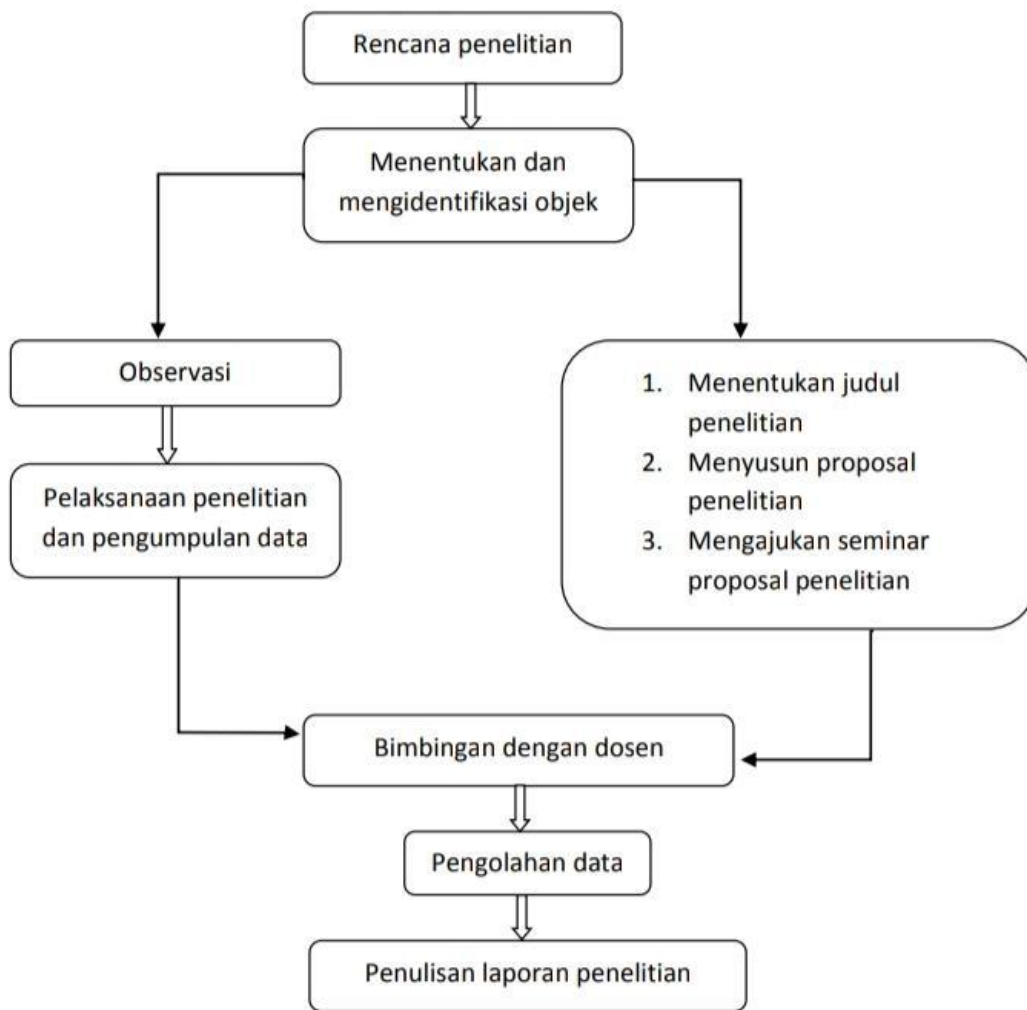 Rencana penelitian
Menentukan dan
mengidentifikasi objek
Observasi
Pelaksanaan penelitian
dan pengumpulan data
1. Menentukan judul
penelitian
2. Menyusun proposal
penelitian
3. Mengajukan seminar
proposal penelitian
Bimbingan dengan dosen
Pengolahan data
Penulisan laporan penelitian